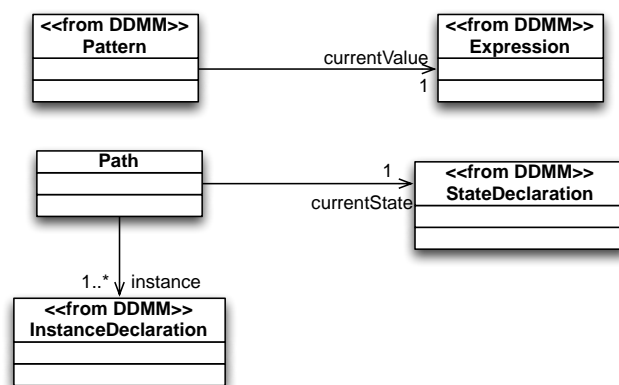 <<from DDMM>>
Pattern
currentValue
1
<<from DDMM>>
Expression
Path
1
currentState
<<from DDMM>>
StateDeclaration
1..* instance
<<from DDMM>>
InstanceDeclaration